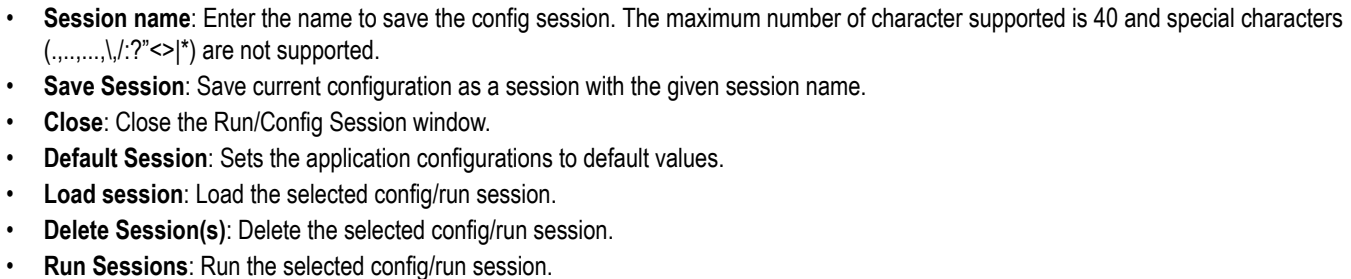 • Session name: Enter the name to save the config session. The maximum number of character supported is 40 and special characters
(.,..,...,\,/:?”<>|*) are not supported.
• Save Session: Save current configuration as a session with the given session name.
• Close: Close the Run/Config Session window.
• Default Session: Sets the application configurations to default values.
• Load session: Load the selected config/run session.
• Delete Session(s): Delete the selected config/run session.
• Run Sessions: Run the selected config/run session.